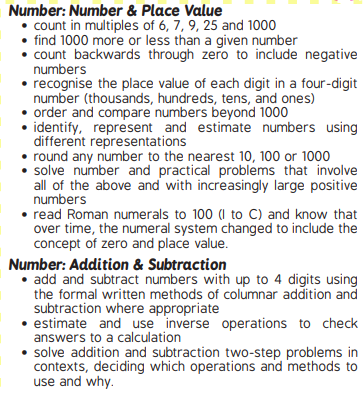 Number: Number & Place Value
• count in multiples of 6, 7, 9, 25 and 1000
• find 1000 more or less than a given number
• count backwards through zero to include negative
numbers
• recognise the place value of each digit in a four-digit
number (thousands, hundreds, tens, and ones)
• order and compare numbers beyond 1000
• identify, represent and estimate numbers using
different representations
• round any number to the nearest 10, 100 or 1000
• solve number and practical problems that involve
all of the above and with increasingly large positive
numbers
• read Roman numerals to 100 (I to C) and know that
over time, the numeral system changed to include the
concept of zero and place value.
Number: Addition & Subtraction
• add and subtract numbers with up to 4 digits using
the formal written methods of columnar addition and
subtraction where appropriate
• estimate and use inverse operations to check
answers to a calculation
• solve addition and subtraction two-step problems in
contexts, deciding which operations and methods to
use and why.